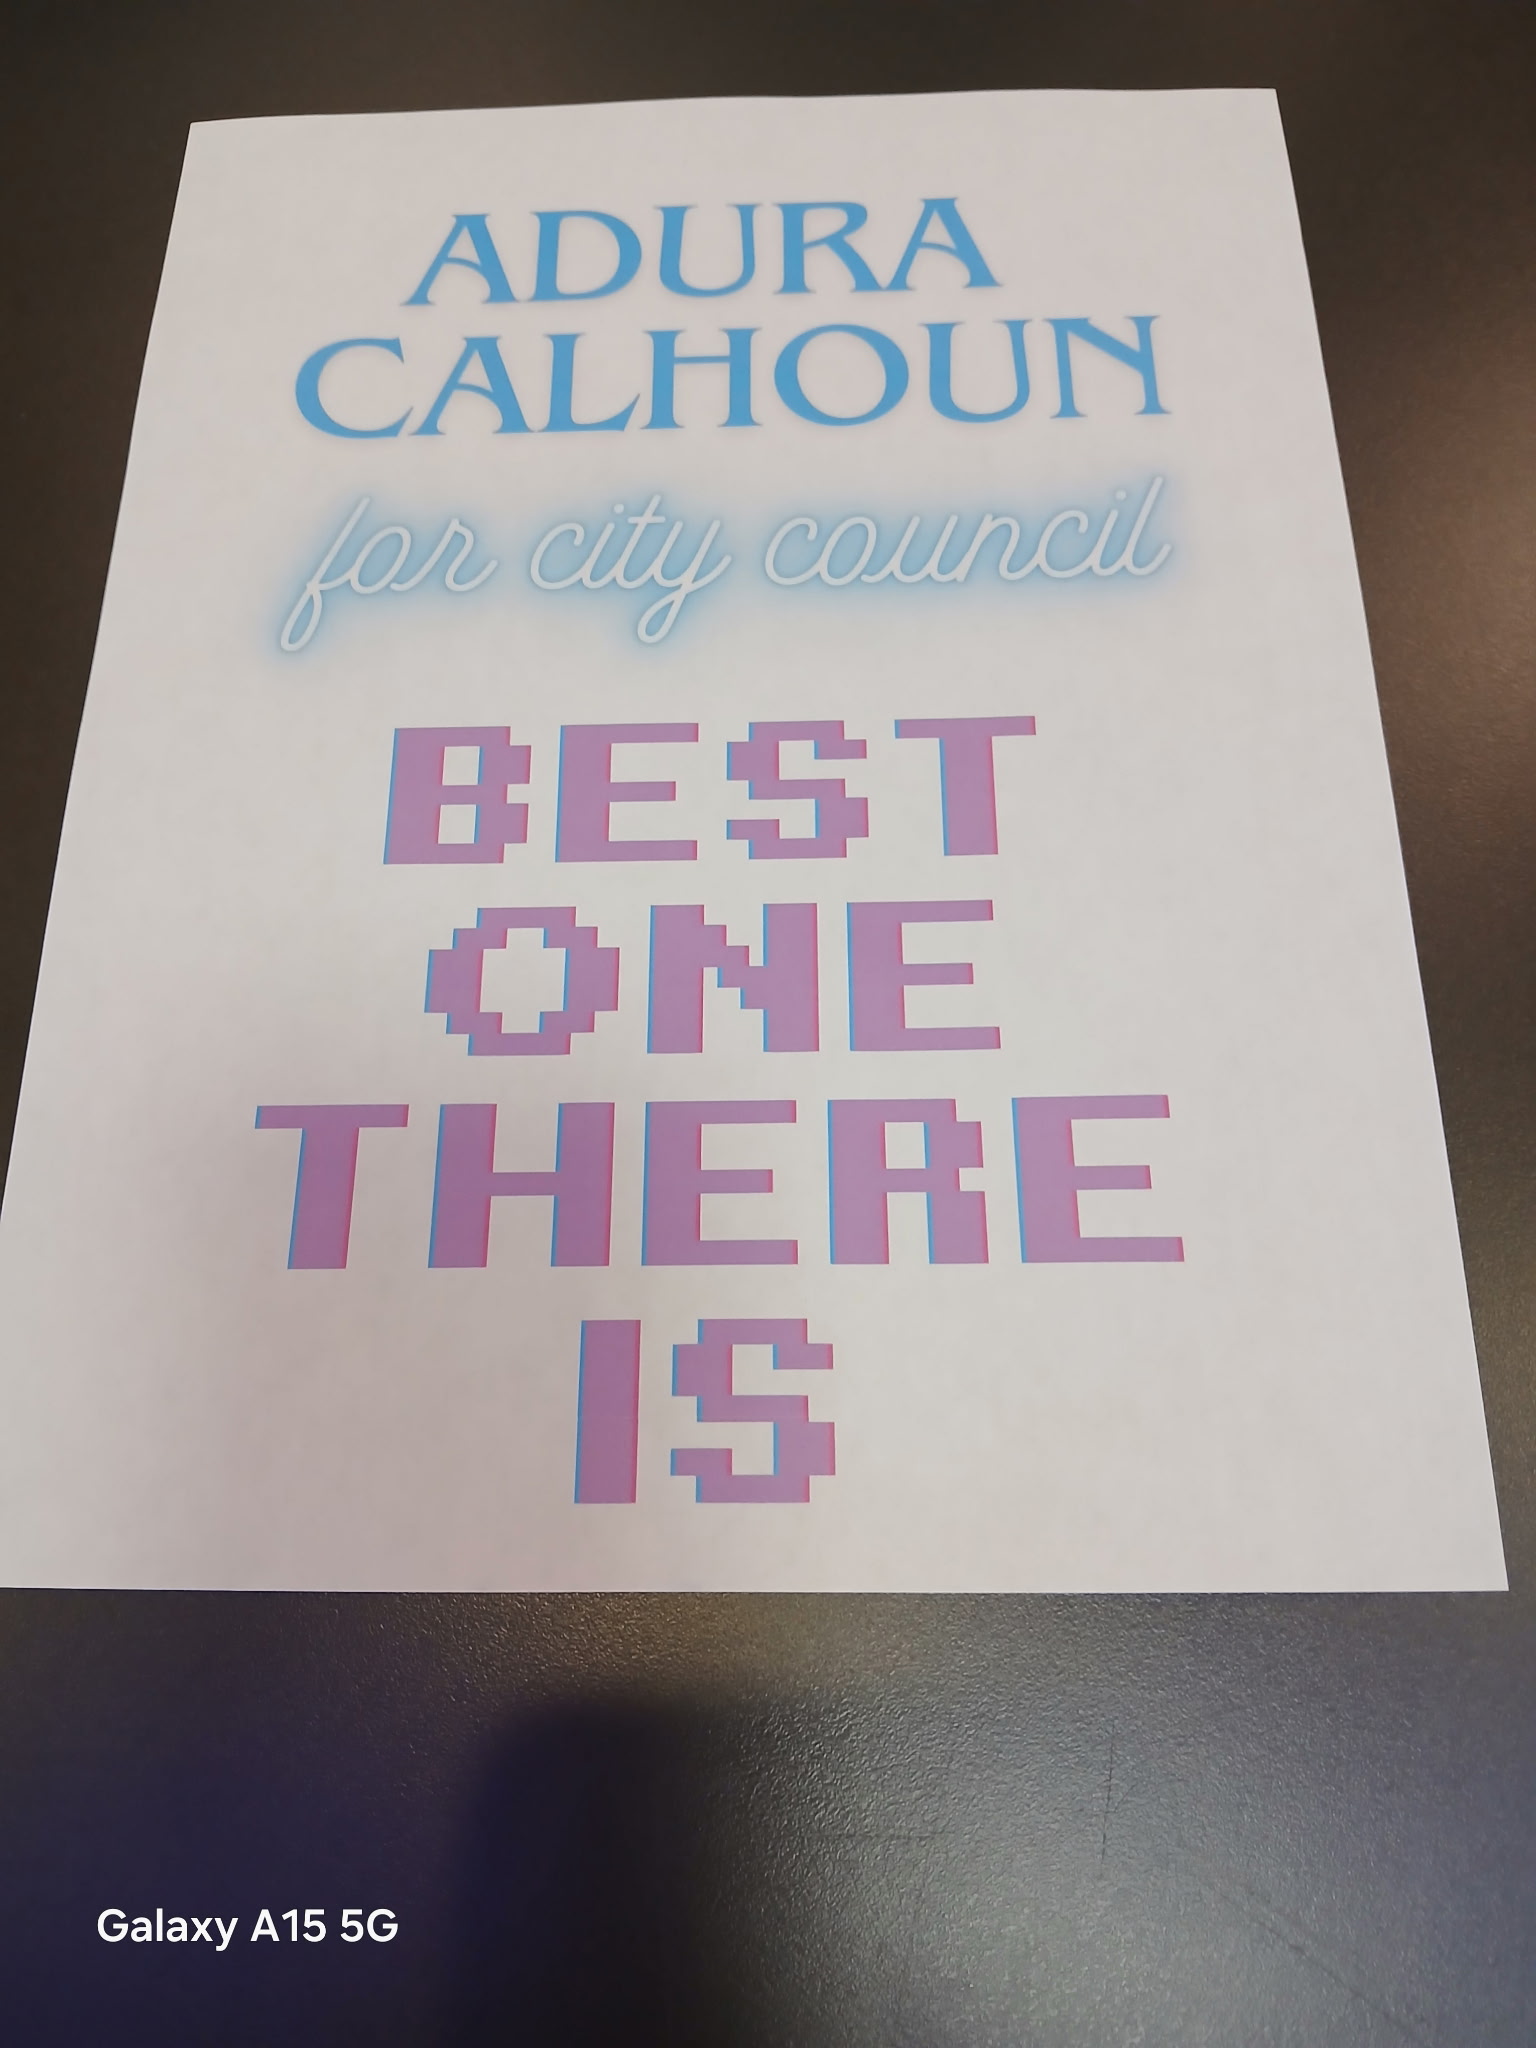 ADURA
CALHOUN
for city council
BEST
ONE
THERE
IS
Galaxy A15 5G